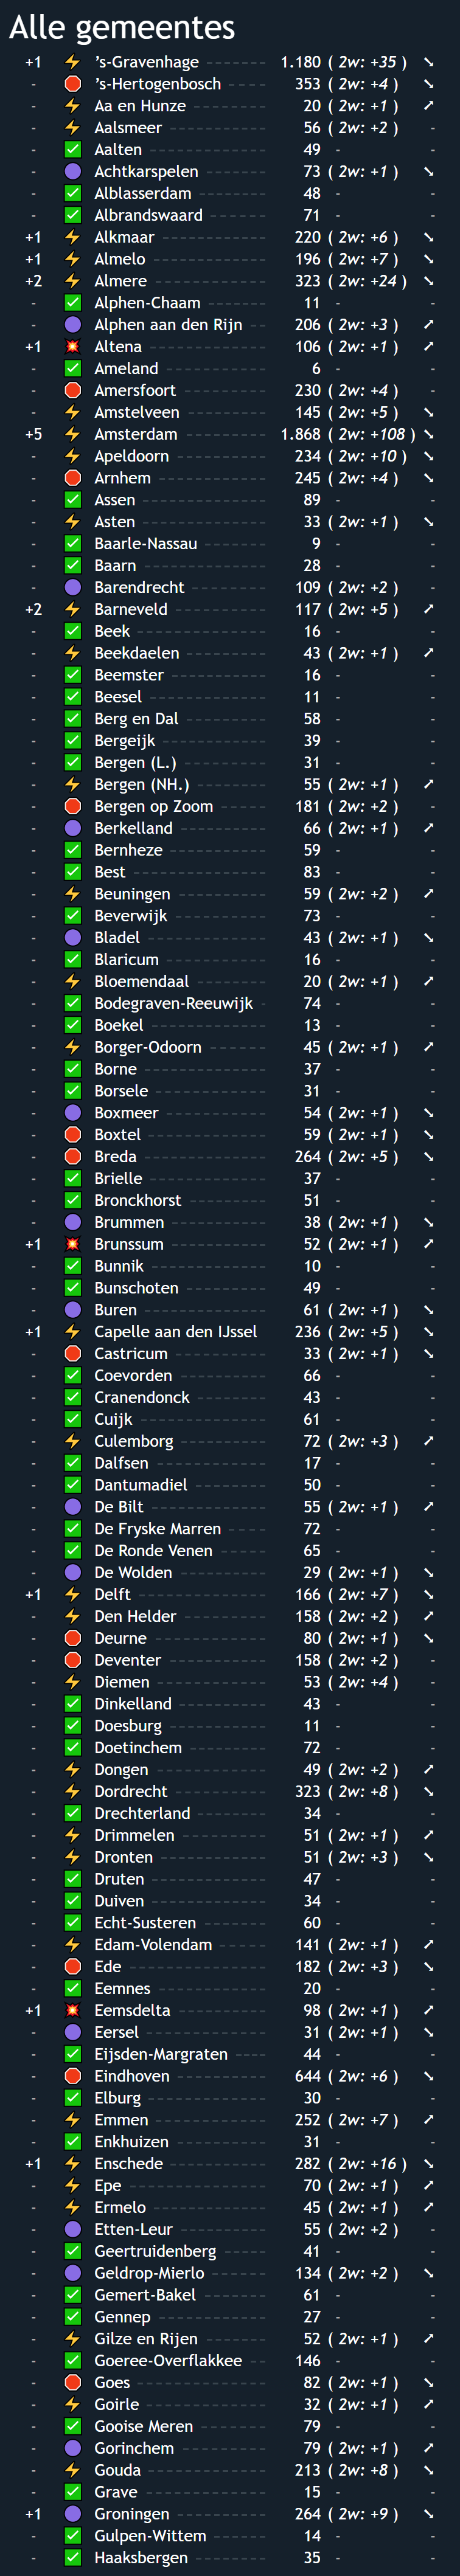 Alle gemeentes
+1 ⚡ ’s-Gravenhage ---------- 1.180 ( 2w: +35 ) ➘
- 🛑 ’s-Hertogenbosch ------- 353 ( 2w: +4 ) ➘
- ⚡ Aa en Hunze ----------- 20 ( 2w: +1 ) ➚
- ⚡ Aalsmeer -------------- 56 ( 2w: +2 ) -
- ✅ Aalten ---------------- 49 - -
- 🟣 Achtkarspelen --------- 73 ( 2w: +1 ) ➘
- ✅ Alblasserdam ---------- 48 - -
- ✅ Albrandswaard --------- 71 - -
+1 ⚡ Alkmaar --------------- 220 ( 2w: +6 ) ➘
+1 ⚡ Almelo ---------------- 196 ( 2w: +7 ) ➘
+2 ⚡ Almere ---------------- 323 ( 2w: +24 ) ➘
- ✅ Alphen-Chaam --------- 11 - -
- 🟣 Alphen aan den Rijn --- 206 ( 2w: +3 ) ➚
+1 💥 Altena ---------------- 106 ( 2w: +1 ) ➚
- ✅ Ameland --------------- 6 - -
- 🛑 Amersfoort ------------ 230 ( 2w: +4 ) -
- ⚡ Amstelveen ------------ 145 ( 2w: +5 ) ➘
+5 ⚡ Amsterdam ------------ 1.868 ( 2w: +108 ) ➘
- ⚡ Apeldoorn ------------- 234 ( 2w: +10 ) ➘
- 🛑 Arnhem --------------- 245 ( 2w: +4 ) ➘
- ✅ Assen ----------------- 89 - -
- ⚡ Asten ----------------- 33 ( 2w: +1 ) ➘
- ✅ Baarle-Nassau --------- 9 - -
- ✅ Baarn ----------------- 28 - -
- 🟣 Barendrecht ----------- 109 ( 2w: +2 ) -
+2 ⚡ Barneveld ------------- 117 ( 2w: +5 ) ➚
- ✅ Beek ------------------ 16 - -
- ⚡ Beekdaelen ------------ 43 ( 2w: +1 ) ➚
- ✅ Beemster -------------- 16 - -
- ✅ Beesel ---------------- 11 - -
- ✅ Berg en Dal ----------- 58 - -
- ✅ Bergeijk -------------- 39 - -
- ✅ Bergen (L.) ----------- 31 - -
- ⚡ Bergen (NH.) ---------- 55 ( 2w: +1 ) ➚
- 🛑 Bergen op Zoom ------- 181 ( 2w: +2 ) -
- 🟣 Berkelland ------------ 66 ( 2w: +1 ) ➚
- ✅ Bernheze -------------- 59 - -
- ✅ Best ------------------ 83 - -
- ⚡ Beuningen ------------- 59 ( 2w: +2 ) ➚
- ✅ Beverwijk ------------- 73 - -
- 🟣 Bladel ---------------- 43 ( 2w: +1 ) ➘
- ✅ Blaricum -------------- 16 - -
- ⚡ Bloemendaal ----------- 20 ( 2w: +1 ) ➚
- ✅ Bodegraven-Reeuwijk - 74 - -
- ✅ Boekel ---------------- 13 - -
- ⚡ Borger-Odoorn --------- 45 ( 2w: +1 ) ➚
- ✅ Borne ----------------- 37 - -
- ✅ Borsele --------------- 31 - -
- 🟣 Boxmeer -------------- 54 ( 2w: +1 ) ➘
- 🛑 Boxtel ---------------- 59 ( 2w: +1 ) ➘
- 🛑 Breda ----------------- 264 ( 2w: +5 ) ➘
- ✅ Brielle --------------- 37 - -
- ✅ Bronckhorst ----------- 51 - -
- 🟣 Brummen -------------- 38 ( 2w: +1 ) ➘
+1 💥 Brunssum -------------- 52 ( 2w: +1 ) ➚
- ✅ Bunnik ---------------- 10 - -
- ✅ Bunschoten ------------ 49 - -
- 🟣 Buren ----------------- 61 ( 2w: +1 ) ➘
+1 ⚡ Capelle aan den IJssel 236 ( 2w: +5 ) ➘
- 🛑 Castricum ------------- 33 ( 2w: +1 ) ➘
- ✅ Coevorden ------------- 66 - -
- ✅ Cranendonck ----------- 43 - -
- ✅ Cuijk ----------------- 61 - -
- ⚡ Culemborg ------------- 72 ( 2w: +3 ) ➚
- ✅ Dalfsen --------------- 17 - -
- ✅ Dantumadiel ----------- 50 - -
- 🟣 De Bilt --------------- 55 ( 2w: +1 ) ➚
- ✅ De Fryske Marren ----- 72 - -
- ✅ De Ronde Venen ------ 65 - -
- 🟣 De Wolden ------------ 29 ( 2w: +1 ) ➘
+1 ⚡ Delft ----------------- 166 ( 2w: +7 ) ➘
- ⚡ Den Helder ------------ 158 ( 2w: +2 ) ➚
- 🛑 Deurne ---------------- 80 ( 2w: +1 ) ➘
- 🛑 Deventer -------------- 158 ( 2w: +2 ) -
- ⚡ Diemen ---------------- 53 ( 2w: +4 ) -
- ✅ Dinkelland ------------ 43 - -
- ✅ Doesburg -------------- 11 - -
- ✅ Doetinchem ----------- 72 - -
- ⚡ Dongen ---------------- 49 ( 2w: +2 ) ➚
- ⚡ Dordrecht ------------- 323 ( 2w: +8 ) ➘
- ✅ Drechterland ---------- 34 - -
- ⚡ Drimmelen ------------ 51 ( 2w: +1 ) ➚
- ⚡ Dronten --------------- 51 ( 2w: +3 ) ➘
- ✅ Druten ---------------- 47 - -
- ✅ Duiven ---------------- 34 - -
- ✅ Echt-Susteren --------- 60 - -
- ⚡ Edam-Volendam ------- 141 ( 2w: +1 ) ➚
- 🛑 Ede ------------------- 182 ( 2w: +3 ) ➘
- ✅ Eemnes --------------- 20 - -
+1 💥 Eemsdelta ------------- 98 ( 2w: +1 ) ➚
- 🟣 Eersel ---------------- 31 ( 2w: +1 ) ➘
- ✅ Eijsden-Margraten ---- 44 - -
- 🛑 Eindhoven ------------- 644 ( 2w: +6 ) ➘
- ✅ Elburg ---------------- 30 - -
- ⚡ Emmen ---------------- 252 ( 2w: +7 ) ➚
- ✅ Enkhuizen ------------- 31 - -
+1 ⚡ Enschede -------------- 282 ( 2w: +16 ) ➘
- ⚡ Epe ------------------- 70 ( 2w: +1 ) ➚
- ⚡ Ermelo ---------------- 45 ( 2w: +1 ) ➚
- 🟣 Etten-Leur ------------ 55 ( 2w: +2 ) -
- ✅ Geertruidenberg ------ 41 - -
- 🟣 Geldrop-Mierlo -------- 134 ( 2w: +2 ) ➘
- ✅ Gemert-Bakel --------- 61 - -
- ✅ Gennep --------------- 27 - -
- ⚡ Gilze en Rijen --------- 52 ( 2w: +1 ) ➚
- ✅ Goeree-Overflakkee --- 146 - -
- 🛑 Goes ------------------ 82 ( 2w: +1 ) ➘
- ⚡ Goirle ---------------- 32 ( 2w: +1 ) ➚
- ✅ Gooise Meren --------- 79 - -
- 🟣 Gorinchem ------------ 79 ( 2w: +1 ) ➚
- ⚡ Gouda ----------------- 213 ( 2w: +8 ) ➘
- ✅ Grave ----------------- 15 - -
+1 🟣 Groningen ------------- 264 ( 2w: +9 ) ➘
- ✅ Gulpen-Wittem -------- 14 - -
- ✅ Haaksbergen ----------- 35 - -